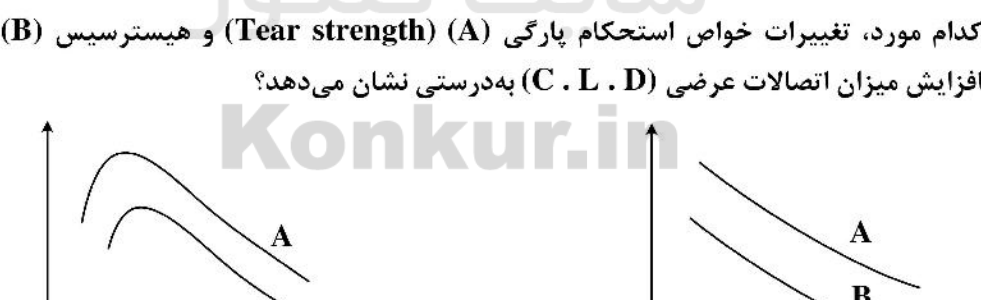 کدام مورد، تغییرات خواص استحکام پارگی (A) (Tear strength) و هیسترسیس (B)
افزایش میزان اتصالات عرضی (C . L . D) به‌درستی نشان می‌دهد؟
Konkur.in
A
A
B